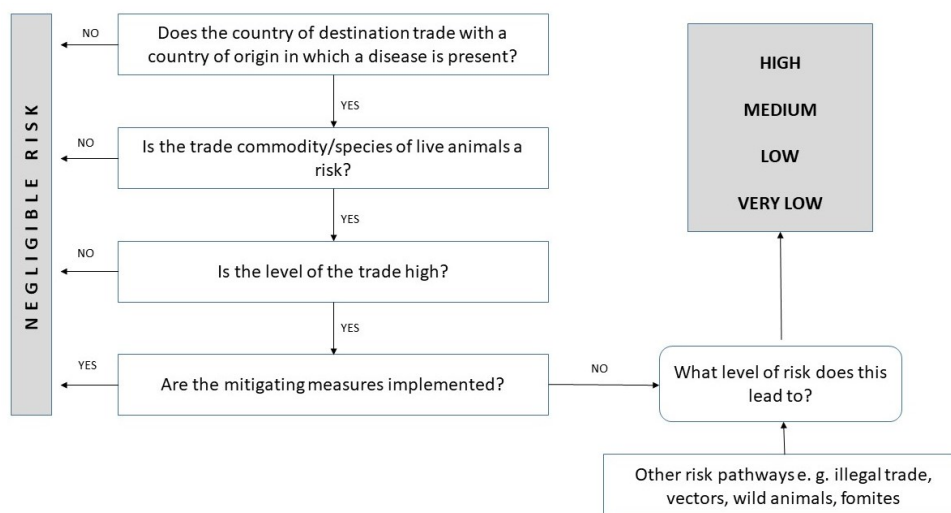 NEGLIGIBLE RISK
NO
Does the country of destination trade with a
country of origin in which a disease is present?
YES
NO
Is the trade commodity/species of live animals a
risk?
YES
NO
Is the level of the trade high?
YES
YES
Are the mitigating measures implemented?
NO
HIGH
MEDIUM
LOW
VERY LOW
What level of risk does this
lead to?
Other risk pathways e. g. illegal trade,
vectors, wild animals, fomites